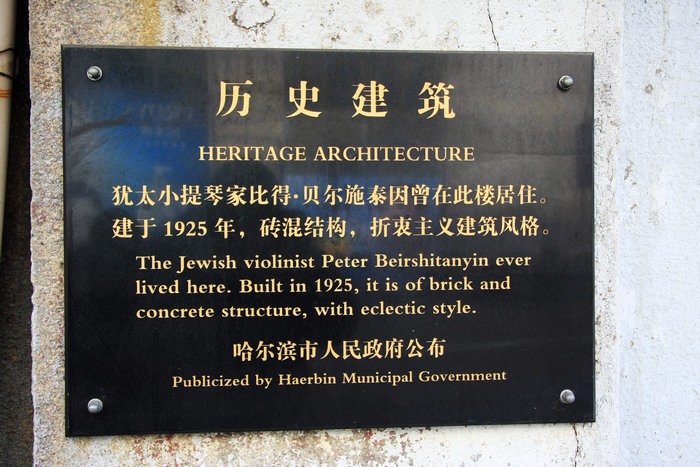 历史建筑
HERITAGE ARCHITECTURE
犹太小提琴家比得·贝尔施泰因曾在此楼居住。
建于 1925 年，砖混结构，折衷主义建筑风格。
The Jewish violinist Peter Beirshitanyin ever
lived here. Built in 1925, it is of brick and
concrete structure, with eclectic style.
哈尔滨市人民政府公布
Publicized by Haerbin Municipal Government